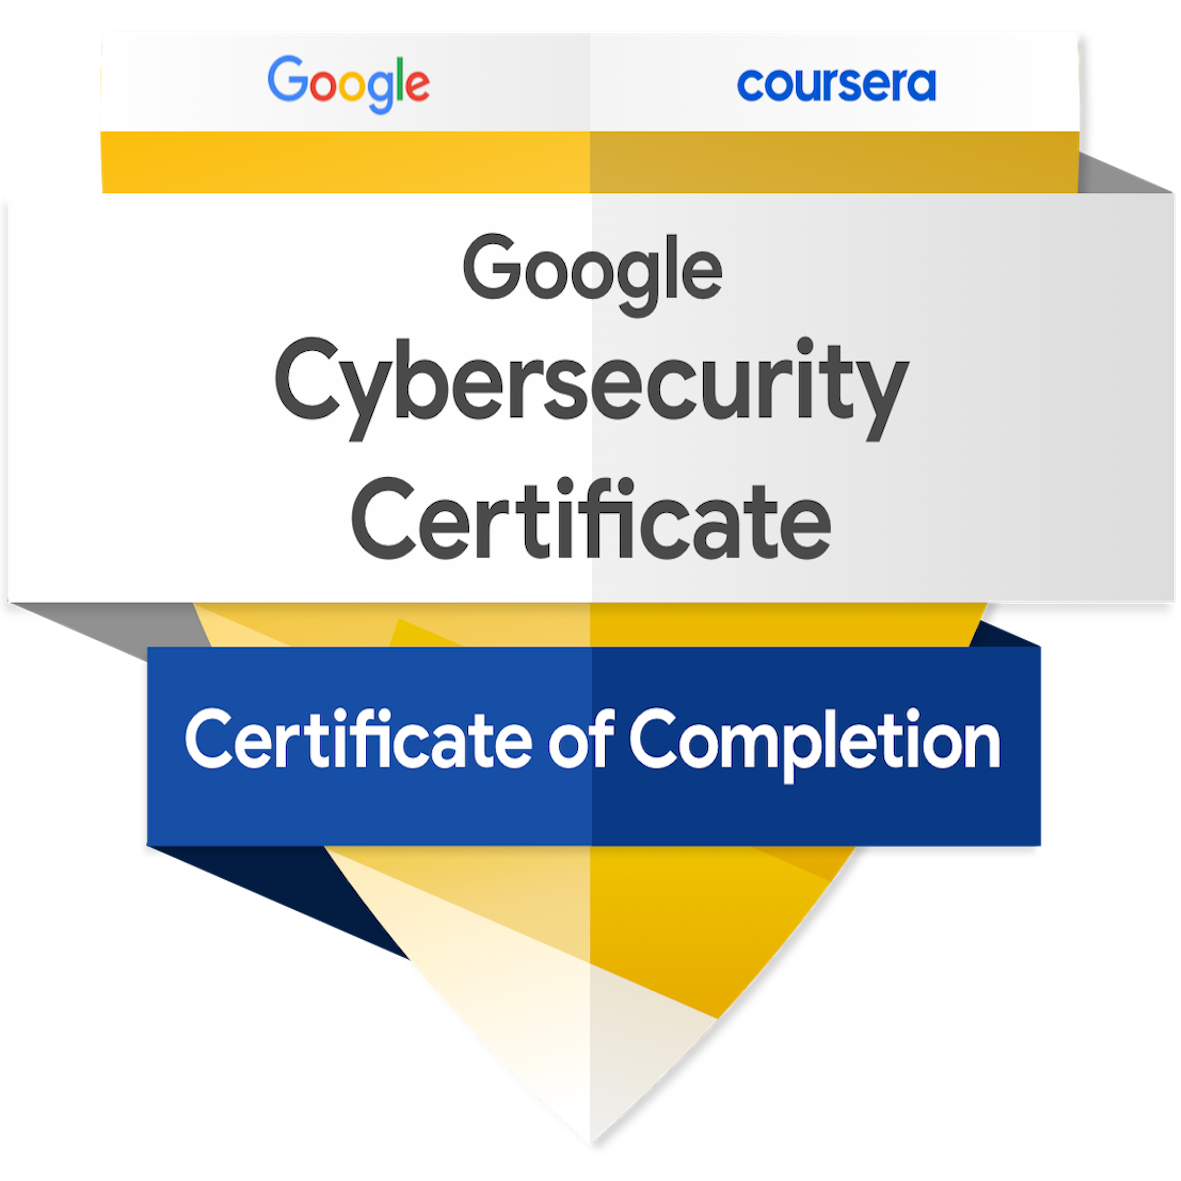 Google coursera
Google
Cybersecurity
Certificate
Certificate of Completion